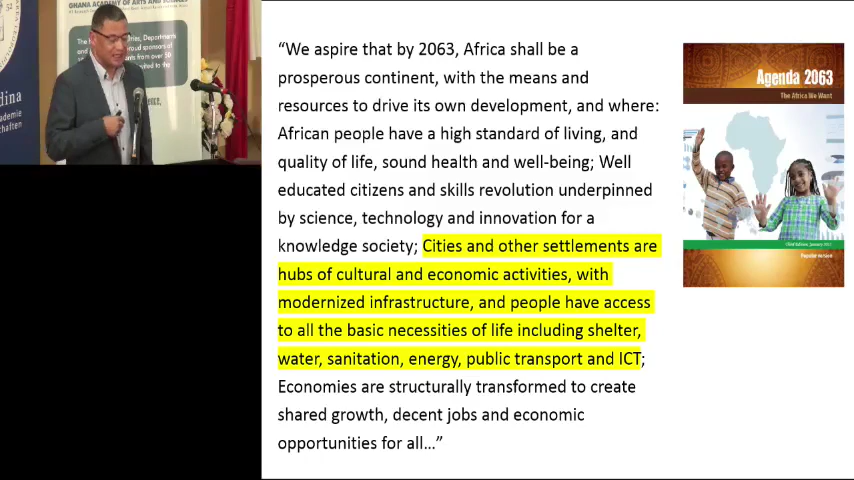 GHANA ACADEMY OF ARTS AND SCIENCES
dina
ademie
chaften
“We aspire that by 2063, Africa shall be a
prosperous continent, with the means and
resources to drive its own development, and where:
African people have a high standard of living, and
quality of life, sound health and well-being; Well
educated citizens and skills revolution underpinned
by science, technology and innovation for a
knowledge society; Cities and other settlements are
hubs of cultural and economic activities, with
modernized infrastructure, and people have access
to all the basic necessities of life including shelter,
water, sanitation, energy, public transport and ICT;
Economies are structurally transformed to create
shared growth, decent jobs and economic
opportunities for all…”
Agenda 2063
The Africa We Want
Popular version